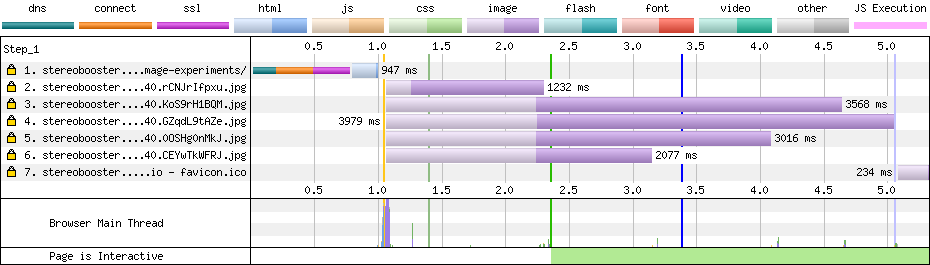 dns connect ssl html js css image flash font video other JS Execution
Step_1 0.5 1.0 1.5 2.0 2.5 3.0 3.5 4.0 4.5 5.0
1. stereobooster....mage-experiments/ 947 ms
2. stereobooster....40.rCNJrIfpxu.jpg 1232 ms
3. stereobooster....40.KoS9rH1BQM.jpg 3568 ms
4. stereobooster....40.GZqdL9tAZe.jpg 3979 ms
5. stereobooster....40.0OSHgOnMkJ.jpg 3016 ms
6. stereobooster....40.CEYwTkWFRJ.jpg 2077 ms
7. stereobooster....io - favicon.ico 234 ms
0.5 1.0 1.5 2.0 2.5 3.0 3.5 4.0 4.5 5.0
Browser Main Thread
Page is Interactive